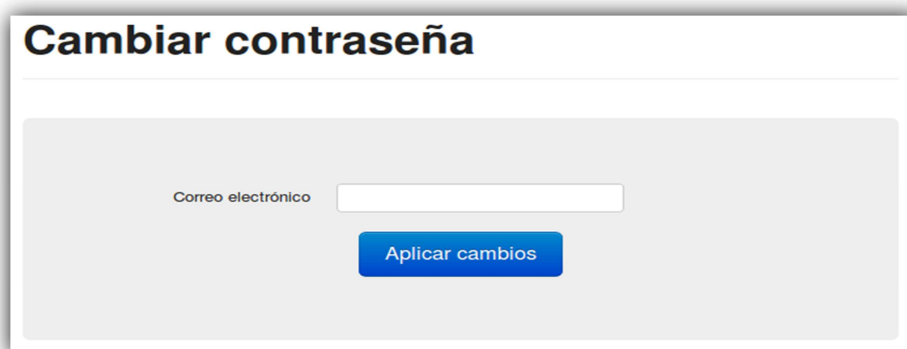 Cambiar contraseña
Correo electrónico
Aplicar cambios